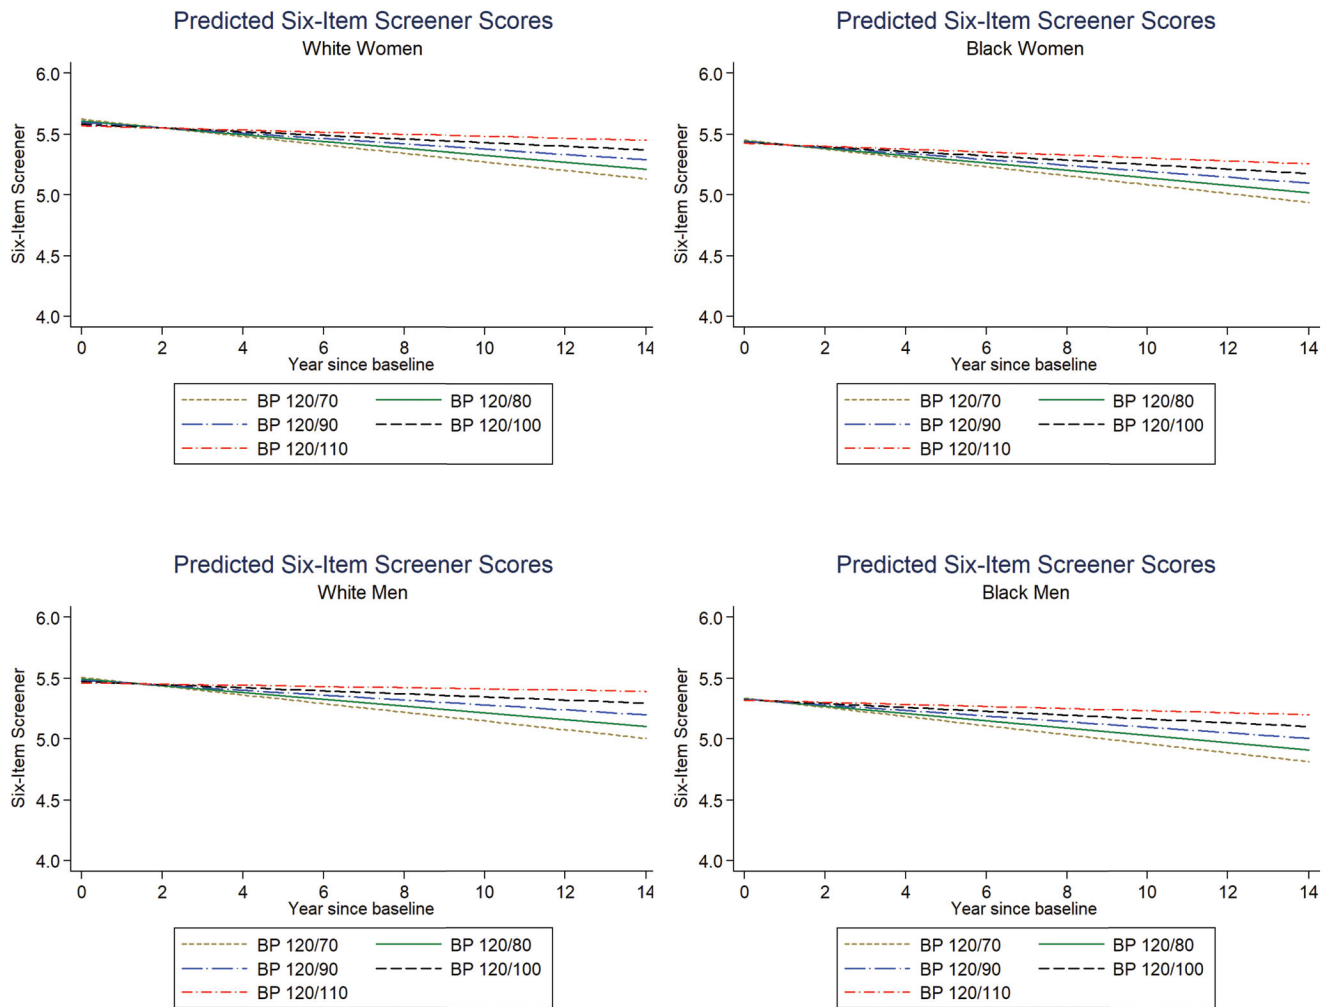 Predicted Six-Item Screener Scores
White Women
Six-Item Screener
6.0
5.5
5.0
4.5
4.0
0 2 4 6 8 10 12 14
Year since baseline
BP 120/70 BP 120/80
BP 120/90 BP 120/100
BP 120/110
Predicted Six-Item Screener Scores
Black Women
Six-Item Screener
6.0
5.5
5.0
4.5
4.0
0 2 4 6 8 10 12 14
Year since baseline
BP 120/70 BP 120/80
BP 120/90 BP 120/100
BP 120/110
Predicted Six-Item Screener Scores
White Men
Six-Item Screener
6.0
5.5
5.0
4.5
4.0
0 2 4 6 8 10 12 14
Year since baseline
BP 120/70 BP 120/80
BP 120/90 BP 120/100
BP 120/110
Predicted Six-Item Screener Scores
Black Men
Six-Item Screener
6.0
5.5
5.0
4.5
4.0
0 2 4 6 8 10 12 14
Year since baseline
BP 120/70 BP 120/80
BP 120/90 BP 120/100
BP 120/110